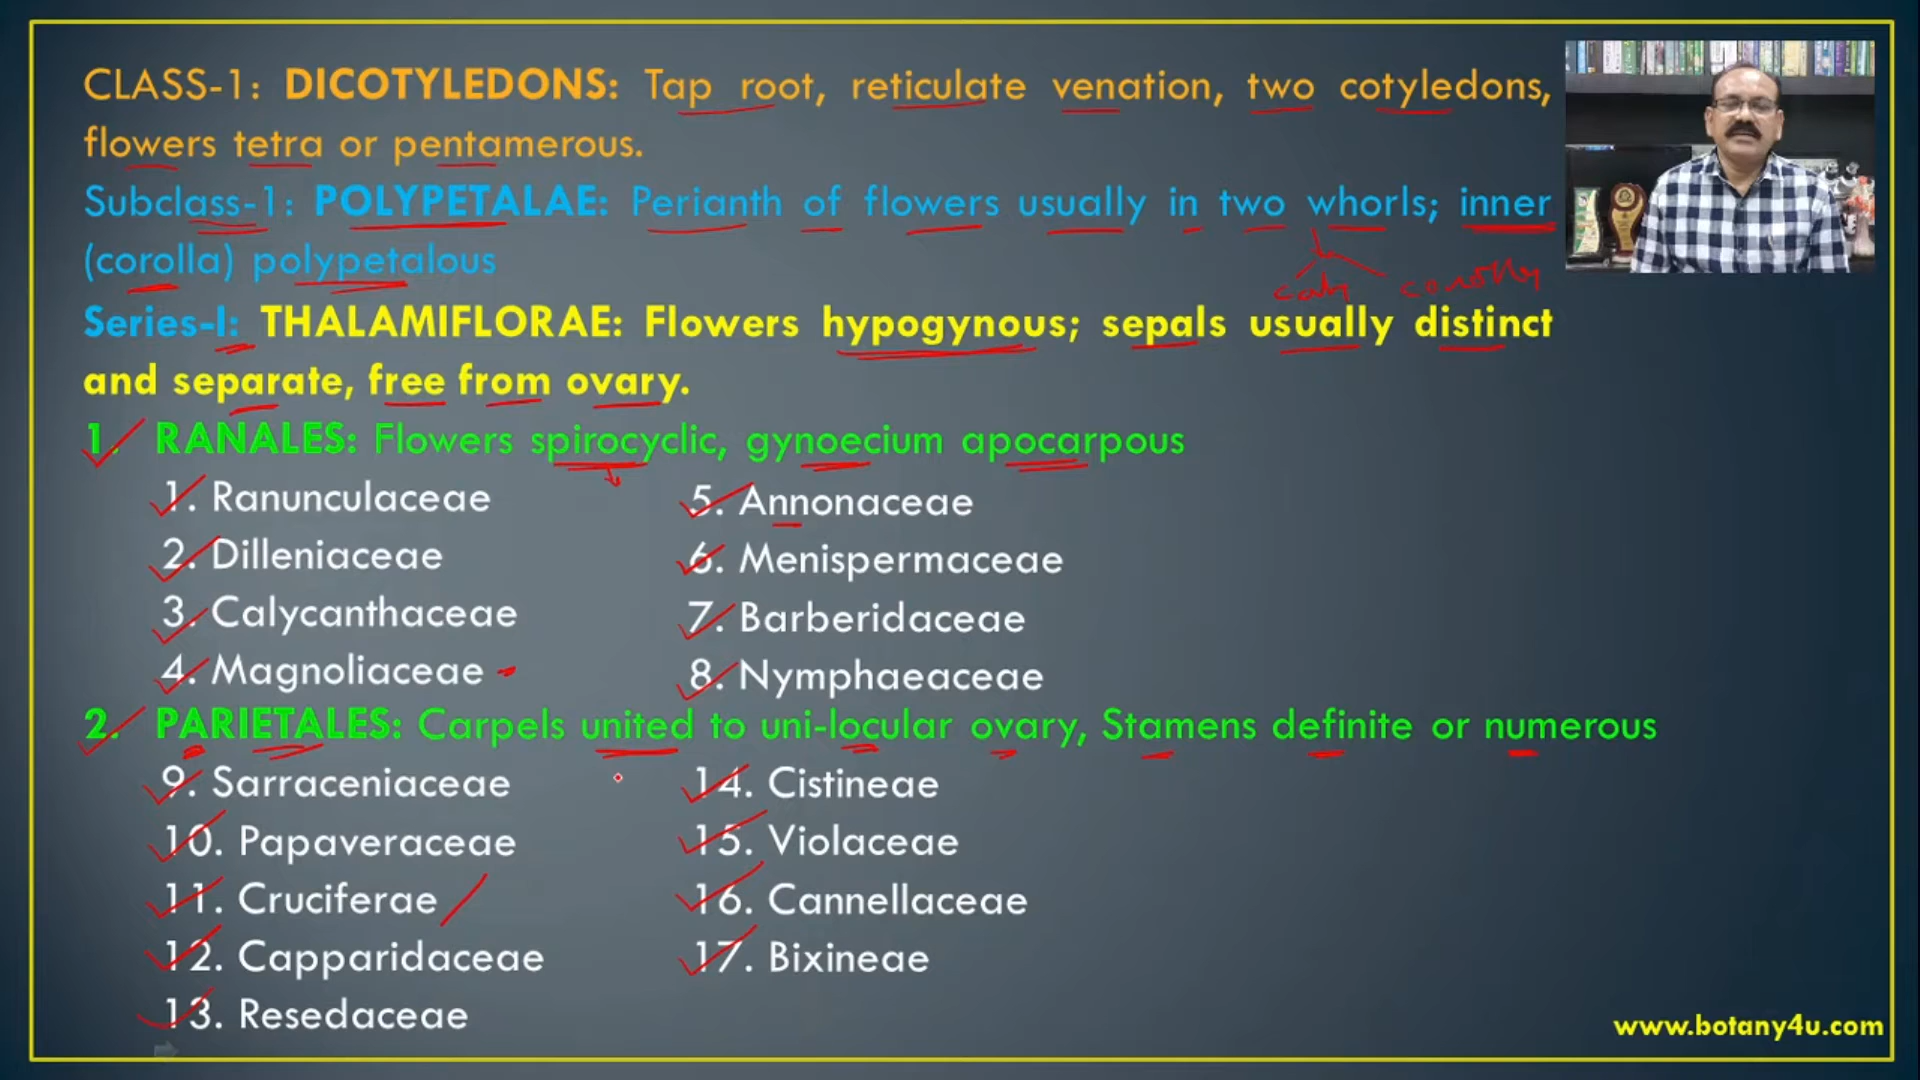 CLASS-1: DICOTYLEDONS: Tap root, reticulate venation, two cotyledons,
flowers tetra or pentamerous.
Subclass-1: POLYPETALAE: Perianth of flowers usually in two whorls; inner
(corolla) polypetalous
Series-I: THALAMIFLORAE: Flowers hypogynous; sepals usually distinct
and separate, free from ovary.
1. RANALES: Flowers spirocyclic, gynoecium apocarpous
1. Ranunculaceae
2. Dilleniaceae
3. Calycanthaceae
4. Magnoliaceae
5. Annonaceae
6. Menispermaceae
7. Barberidaceae
8. Nymphaeaceae
2. PARIETALES: Carpels united to uni-locular ovary, Stamens definite or numerous
9. Sarraceniaceae
10. Papaveraceae
11. Cruciferae
12. Capparidaceae
13. Resedaceae
14. Cistineae
15. Violaceae
16. Cannellaceae
17. Bixineae
www.botany4u.com